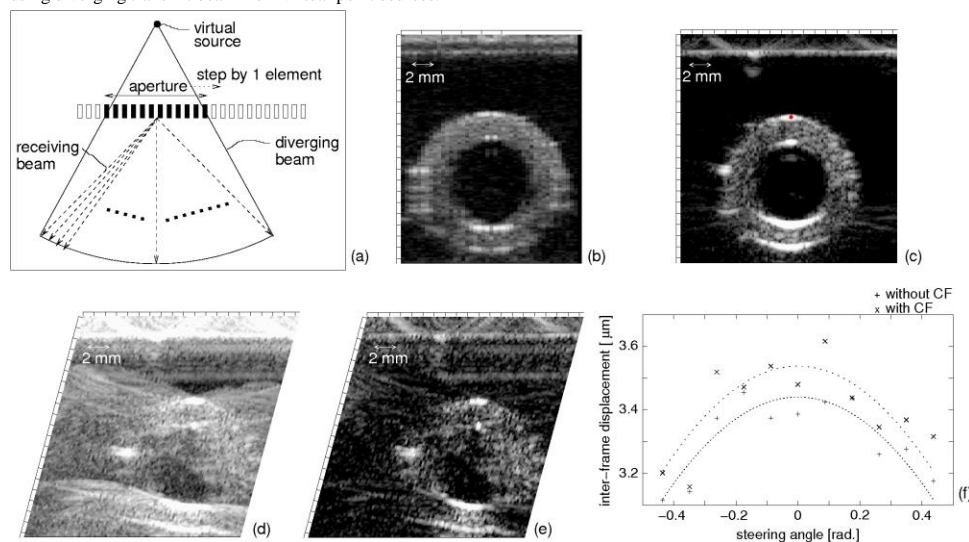 virtual
source
aperture
step by 1 element
receiving
beam
diverging
beam
(a)
2 mm
(b)
2 mm
(c)
2 mm
(d)
2 mm
(e)
+ without CF
x with CF
inter-frame displacement [ μm]
3.6
3.4
3.2
−0.4
−0.2
0
0.2
0.4
steering angle [rad.]
(f)